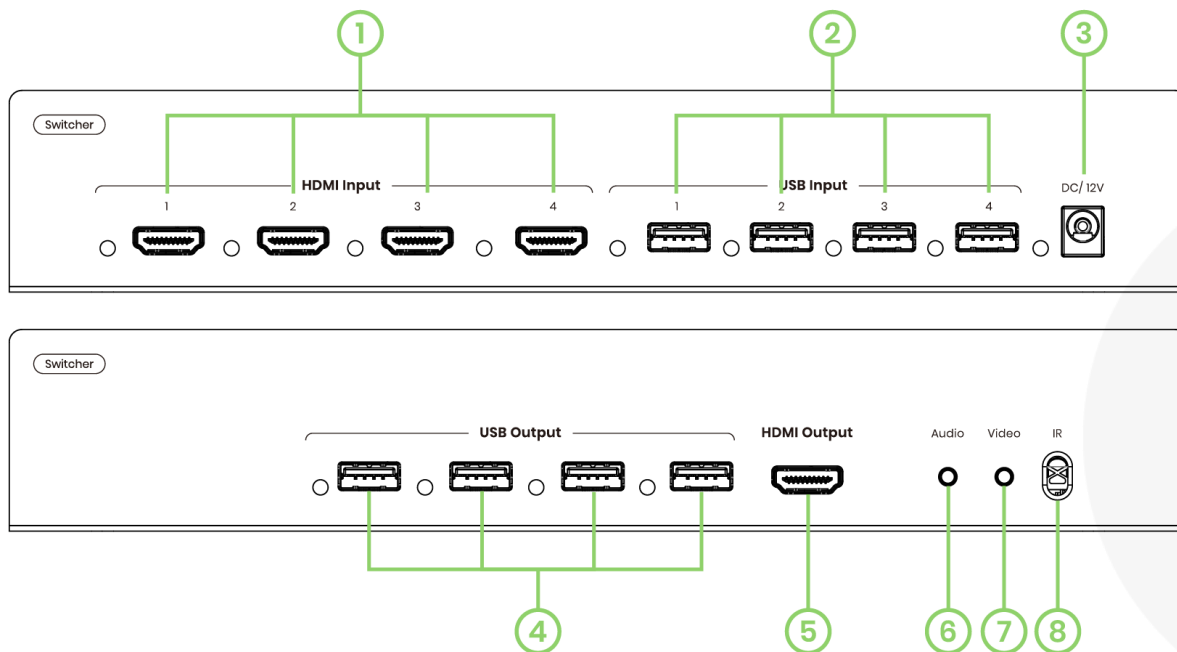 1 2 3
Switcher
HDMI Input USB Input DC/ 12V
1 2 3 4 1 2 3 4
Switcher
USB Output HDMI Output Audio Video IR
4 5 6 7 8